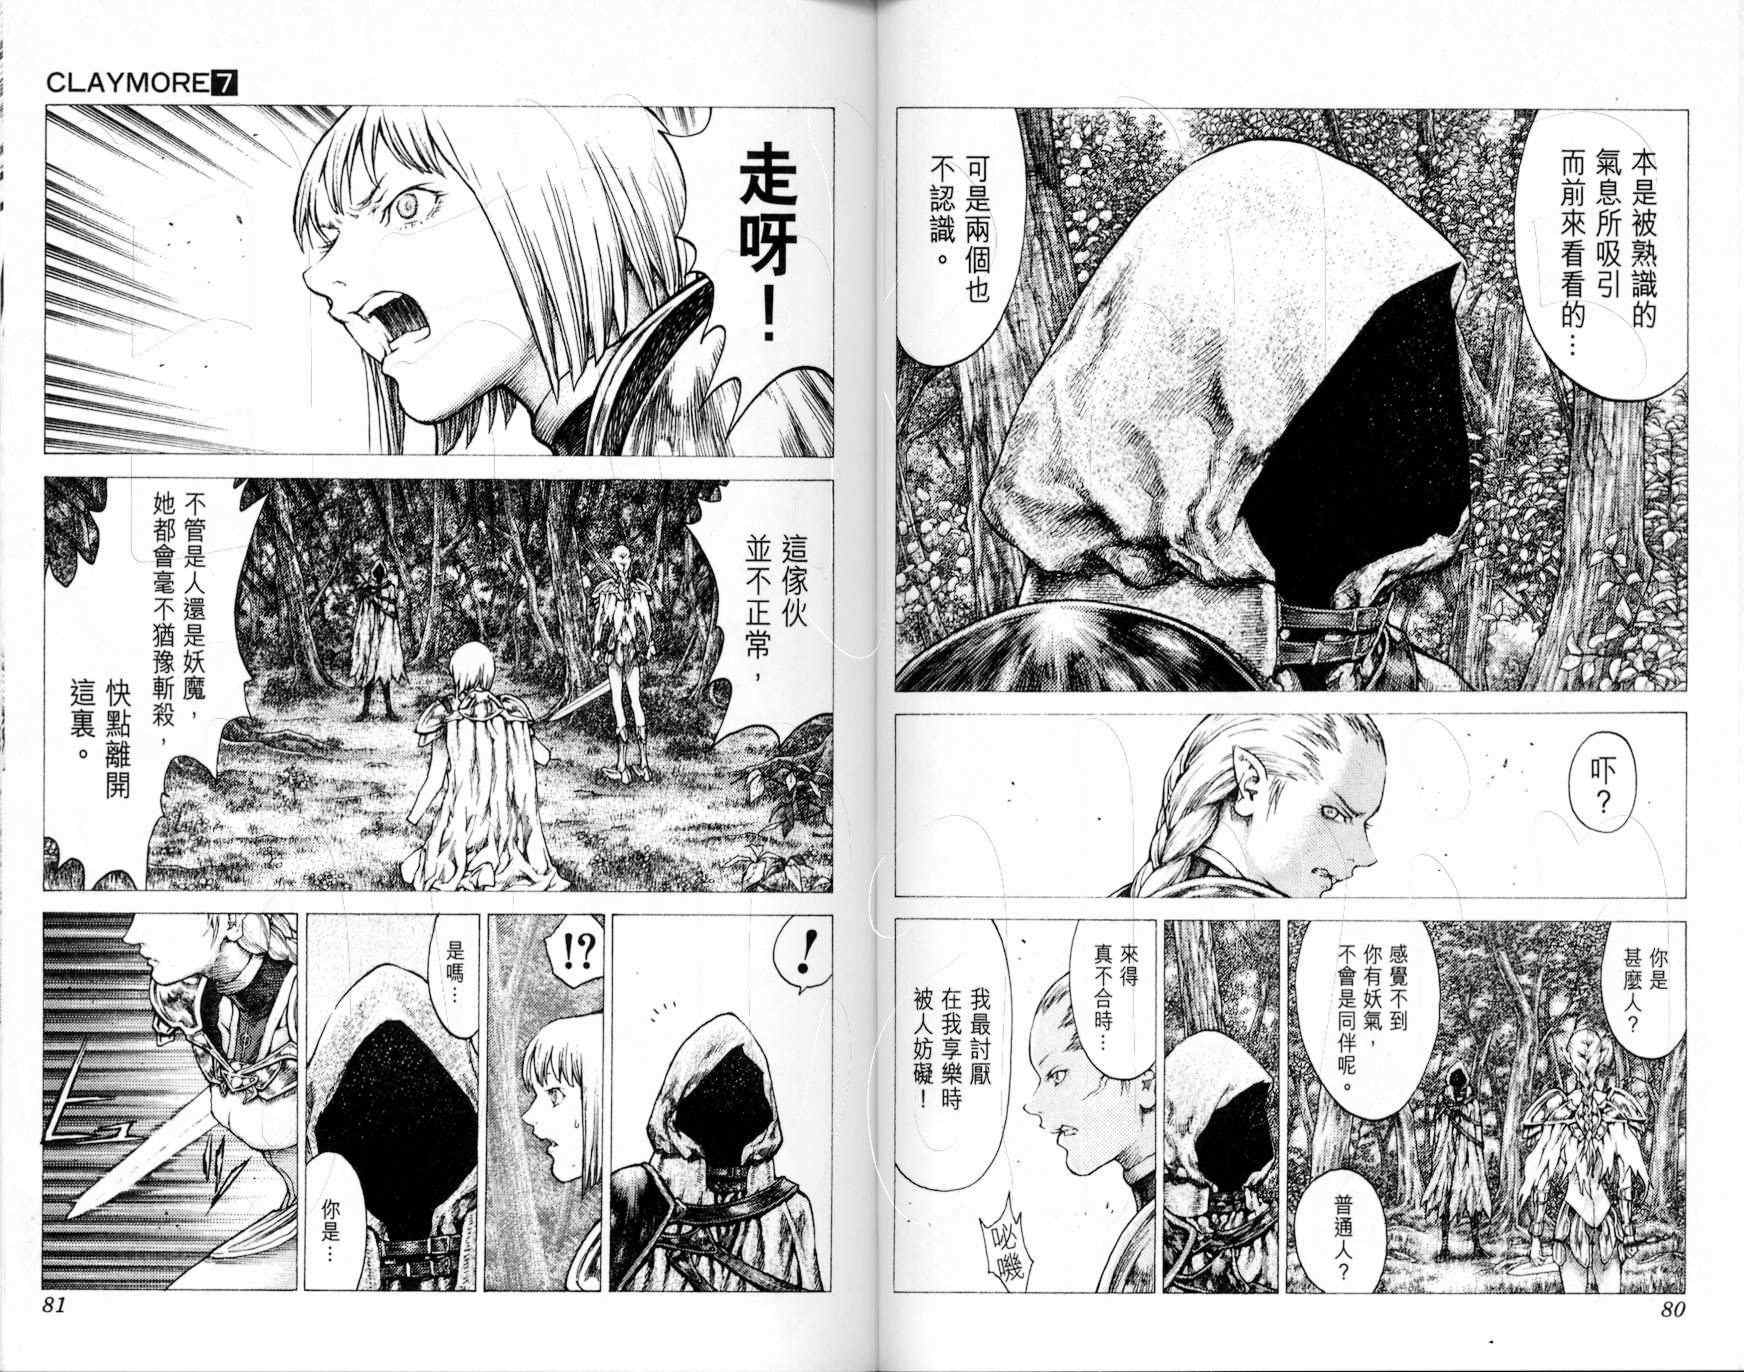 本是被熟識的
氣息所吸引
而前來看看的…
可是兩個也
不認識。
吓？
你是
甚麼人？
感覺不到
你有妖氣，
不會是同伴呢。
普通人？
來得
真不合時…
我最討厭
在我享樂時
被人妨礙！
咇嘰
80
CLAYMORE7
走呀！
這傢伙
並不正常，
不管是人還是妖魔，
她都會毫不猶豫斬殺，
快點離開
這裏。
！
!?
是嗎…
你是…
81